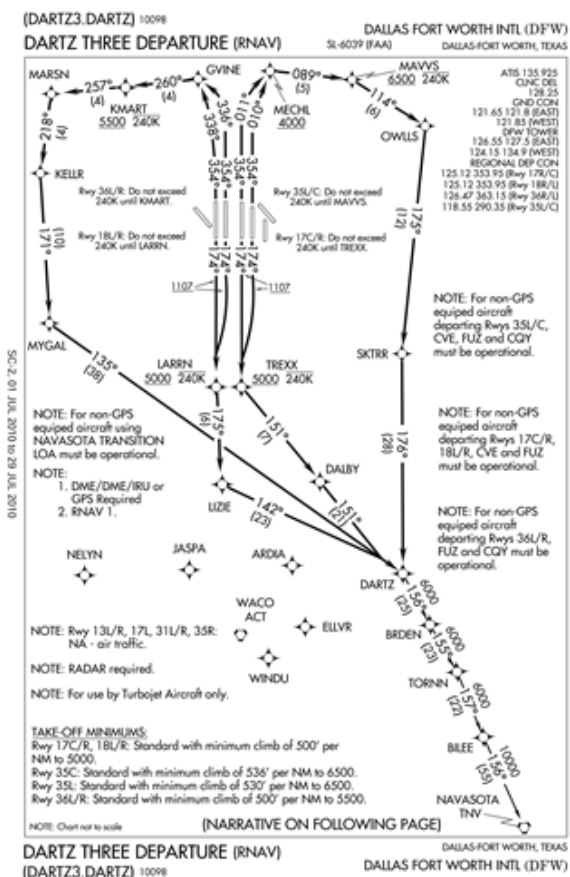 (DARTZ3.DARTZ) 10098
DARTZ THREE DEPARTURE (RNAV)
SL-6039 (FAA)
DALLAS FORT WORTH INTL (DFW)
DALLAS-FORT WORTH, TEXAS
ATIS 135.925
CLNC DEL
128.25
GND CON
121.65 121.8 (EAST)
121.85 (WEST)
DFW TOWER
126.55 127.5 (EAST)
124.15 134.9 (WEST)
REGIONAL DEP CON
125.12 353.95 (Rwy 17R/C)
125.12 353.95 (Rwy 18R/L)
126.47 363.15 (Rwy 36R/L)
118.55 290.35 (Rwy 35L/C)
MARSN
257°
(4)
KMART
5500 240K
260°
(4)
GVINE
MECHL
4000
089°
(5)
MAVVS
6500 240K
114°
(6)
OWLLS
218°
(4)
KELLR
338°
336°
011°
010°
354°
354°
354°
354°
Rwy 36L/R: Do not exceed
240K until KMART.
Rwy 35L/C: Do not exceed
240K until MAVVS.
Rwy 18L/R: Do not exceed
240K until LARRN.
Rwy 17C/R: Do not exceed
240K until TREXX.
174°
174°
174°
174°
1107
1107
171°
(10)
175°
(12)
MYGAL
135°
(38)
LARRN
5000 240K
TREXX
5000 240K
SKTRR
NOTE: For non-GPS
equiped aircraft
departing Rwys 35L/C,
CVE, FUZ and CQY
must be operational.
175°
(6)
151°
(7)
176°
(28)
NOTE: For non-GPS
equiped aircraft using
NAVASOTA TRANSITION
LOA must be operational.
NOTE:
1. DME/DME/IRU or
GPS Required
2. RNAV 1.
NOTE: For non-GPS
equiped aircraft
departing Rwys 17C/R,
18L/R, CVE and FUZ
must be operational.
LIZIE
142°
(23)
DALBY
151°
(21)
NOTE: For non-GPS
equiped aircraft
departing Rwys 36L/R,
FUZ and CQY must be
operational.
NELYN
JASPA
ARDIA
DARTZ
6000
156°
(25)
WACO
ACT
ELLVR
WINDU
BRDEN
6000
155°
(23)
TORNN
6000
157°
(22)
BILEE
10000
156°
(55)
NAVASOTA
TNV
NOTE: Rwy 13L/R, 17L, 31L/R, 35R:
NA - air traffic.
NOTE: RADAR required.
NOTE: For use by Turbojet Aircraft only.
TAKE-OFF MINIMUMS:
Rwy 17C/R, 18L/R: Standard with minimum climb of 500' per
NM to 5000.
Rwy 35C: Standard with minimum climb of 536' per NM to 6500.
Rwy 35L: Standard with minimum climb of 530' per NM to 6500.
Rwy 36L/R: Standard with minimum climb of 500' per NM to 5500.
NOTE: Chart not to scale
(NARRATIVE ON FOLLOWING PAGE)
SC-2, 01 JUL 2010 to 29 JUL 2010
DARTZ THREE DEPARTURE (RNAV)
(DARTZ3.DARTZ) 10098
DALLAS-FORT WORTH, TEXAS
DALLAS FORT WORTH INTL (DFW)